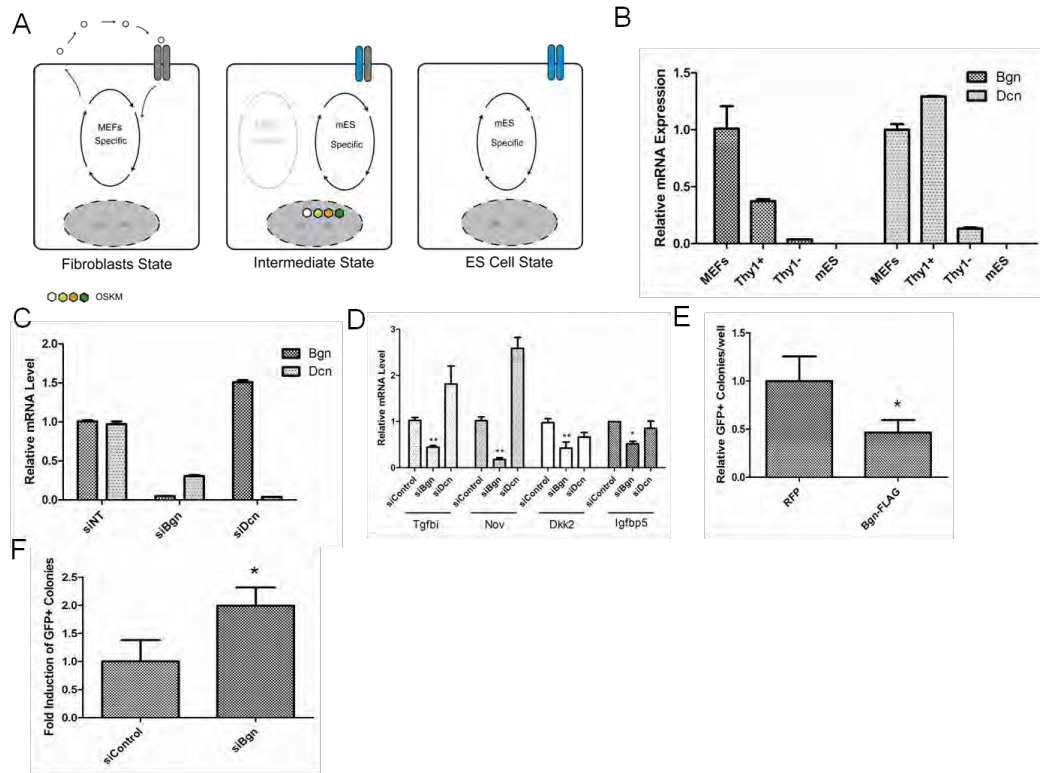 A
MEFs
Specific
mES
Specific
mES
Specific
Fibroblasts State
Intermediate State
ES Cell State
OSKM
B
Relative mRNA Expression
1.5
1.0
0.5
0.0
Bgn
Dcn
MEFs
Thy1+
Thy1-
mES
MEFs
Thy1+
Thy1-
mES
C
Relative mRNA Level
2.0
1.5
1.0
0.5
0.0
Bgn
Dcn
siNT
siBgn
siDcn
D
Relative mRNA Level
3
2
1
0
**
**
**
*
siControl
siBgn
siDcn
siControl
siBgn
siDcn
siControl
siBgn
siDcn
siControl
siBgn
siDcn
Tgfbi
Nov
Dkk2
Igfbp5
E
Relative GFP+ Colonies/well
1.5
1.0
0.5
0.0
*
RFP
Bgn-FLAG
F
Fold Induction of GFP+ Colonies
2.5
2.0
1.5
1.0
0.5
0.0
*
siControl
siBgn